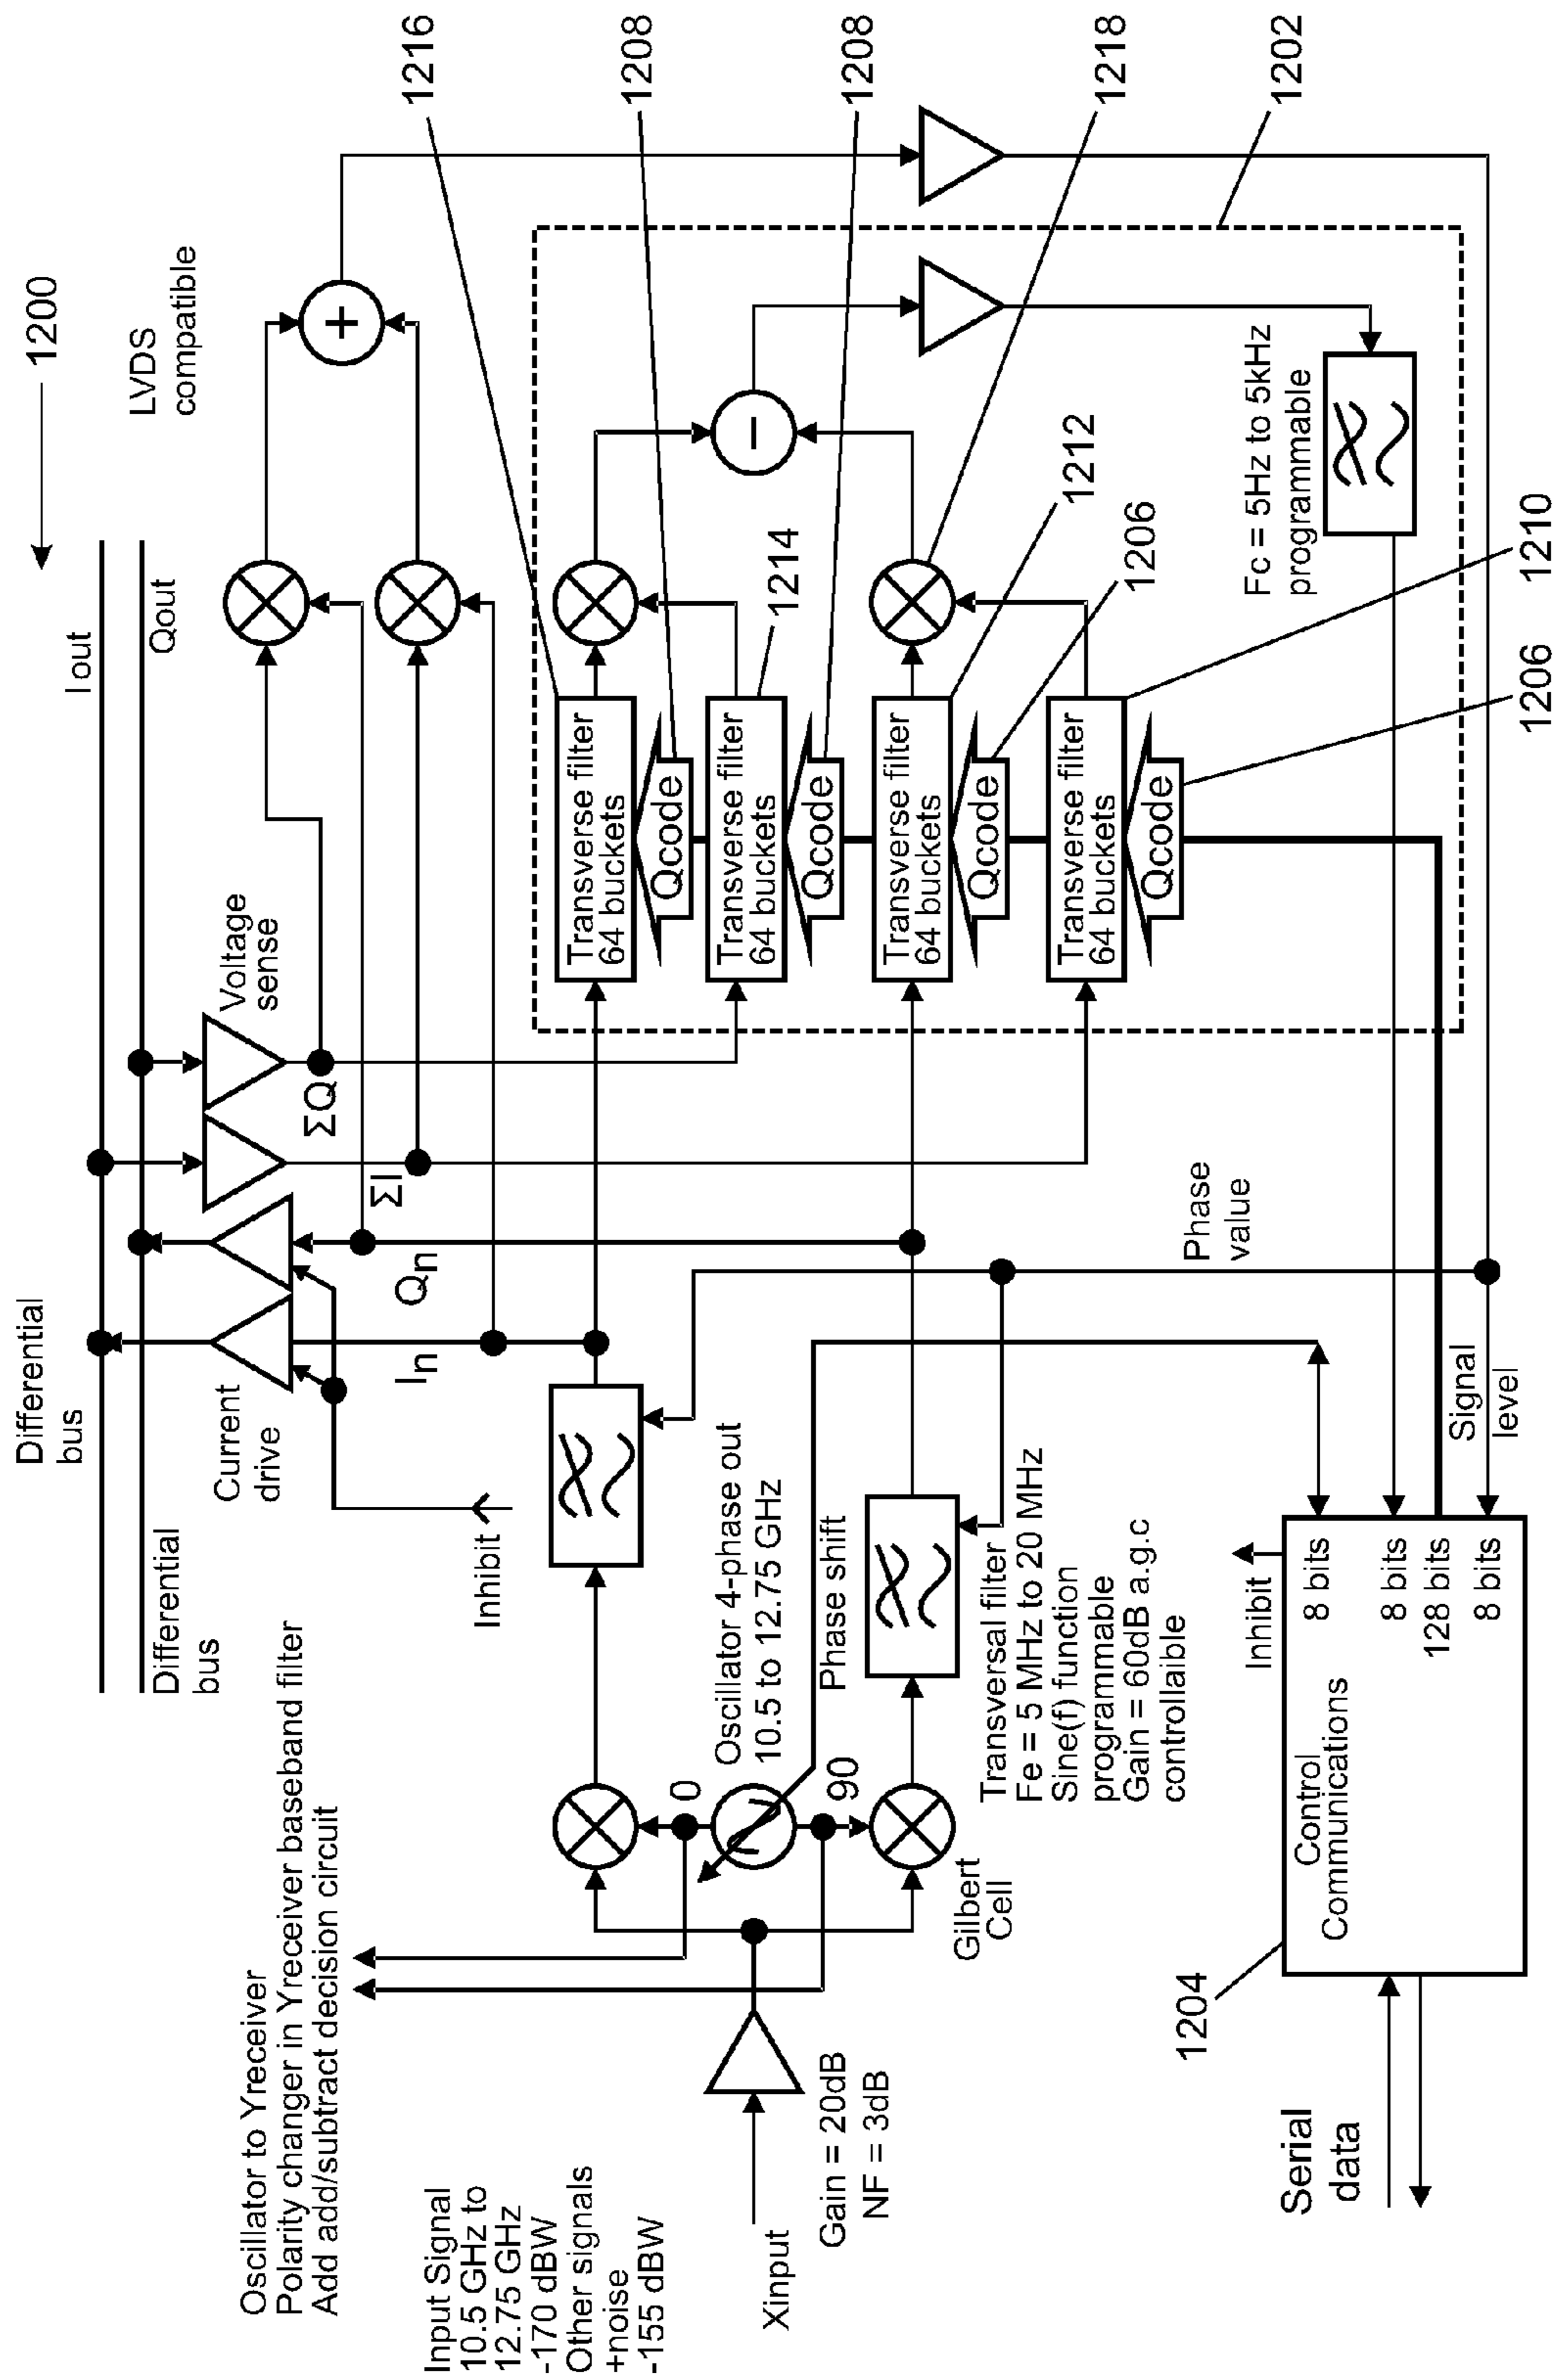 1200
Differential
bus
I out
LVDS
compatible
Qout
Differential
bus
Voltage
sense
Current
drive
ΣQ
ΣI
Qn
In
Inhibit
1216
1208
1208
1218
1202
Oscillator to Yreceiver
Polarity changer in Yreceiver baseband filter
Add add/subtract decision circuit
Input Signal
10.5 GHz to
12.75 GHz
-170 dBW
Other signals
+noise
-155 dBW
Xinput
Gain = 20dB
NF = 3dB
0
90
Oscillator 4-phase out
10.5 to 12.75 GHz
Phase shift
Gilbert
Cell
Transversal filter
Fe = 5 MHz to 20 MHz
Sine(f) function
programmable
Gain = 60dB a.g.c
controllaible
Phase
value
+
Transverse filter
64 buckets
Qcode
Transverse filter
64 buckets
Qcode
Transverse filter
64 buckets
Qcode
Transverse filter
64 buckets
Qcode
−
1214
1212
1206
1210
1206
Fc = 5Hz to 5kHz
programmable
Signal
level
Inhibit
8 bits
8 bits
128 bits
8 bits
Control
Communications
1204
Serial
data